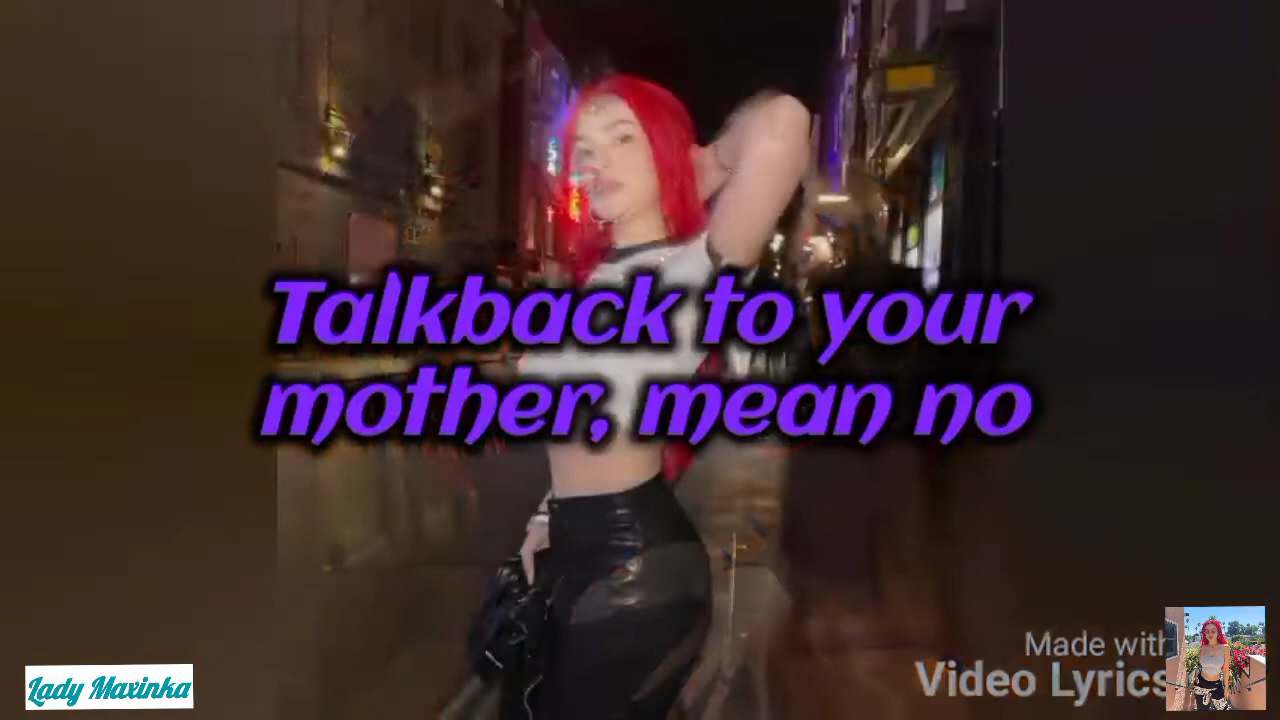 Talkback to your
mother, mean no
Made with
Video Lyrics
Lady Maxinka